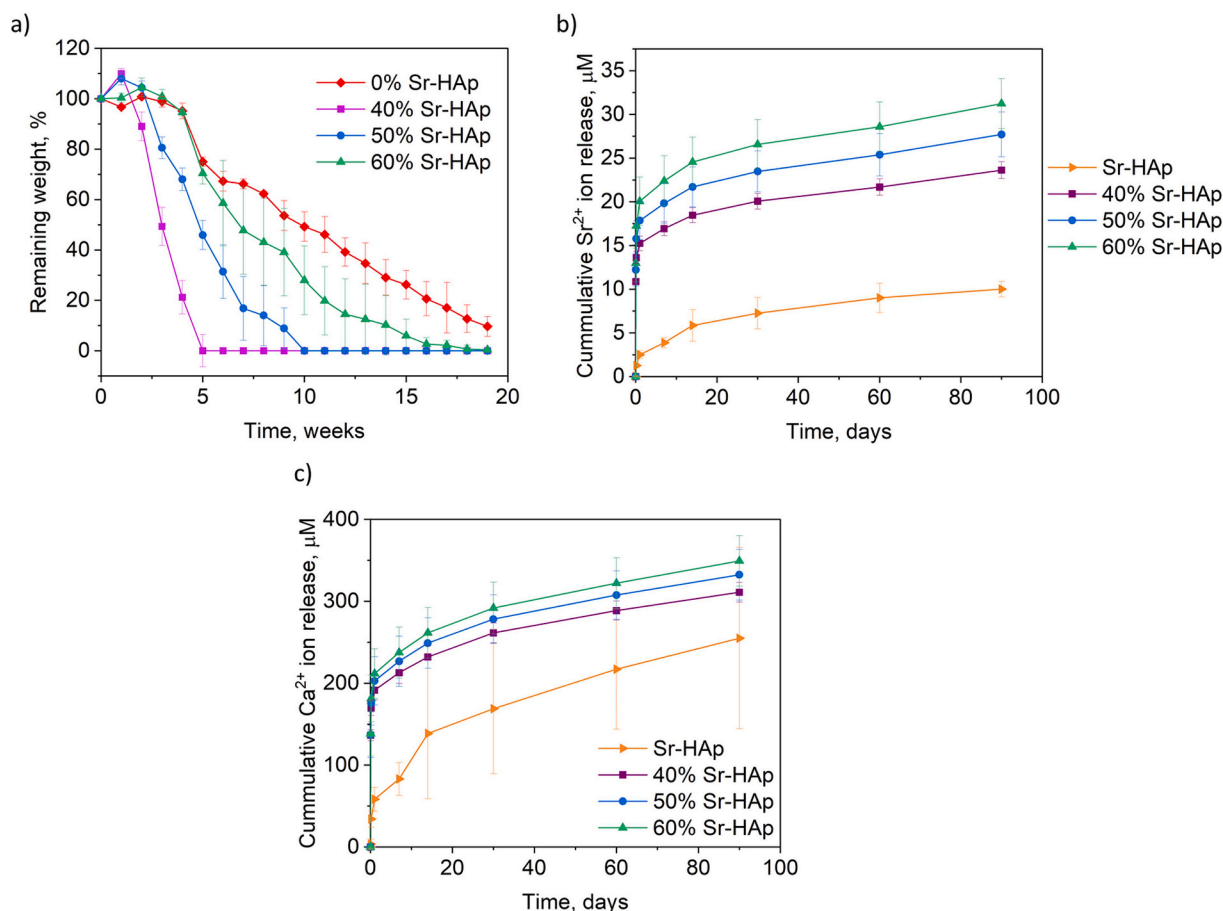 a)
120
100
80
60
40
20
0
Remaining weight, %
0% Sr-HAp
40% Sr-HAp
50% Sr-HAp
60% Sr-HAp
0 5 10 15 20
Time, weeks
b)
35
30
25
20
15
10
5
0
Cummulative Sr²⁺ ion release, μM
Sr-HAp
40% Sr-HAp
50% Sr-HAp
60% Sr-HAp
0 20 40 60 80 100
Time, days
c)
400
300
200
100
0
Cummulative Ca²⁺ ion release, μM
Sr-HAp
40% Sr-HAp
50% Sr-HAp
60% Sr-HAp
0 20 40 60 80 100
Time, days